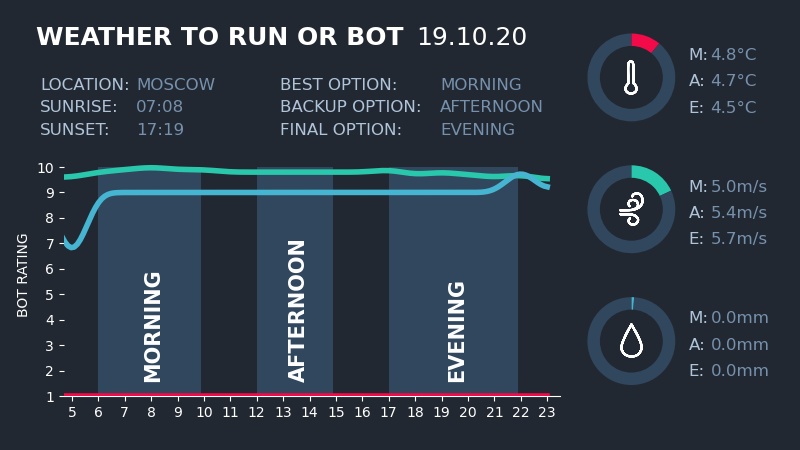 WEATHER TO RUN OR BOT 19.10.20
LOCATION: MOSCOW
SUNRISE: 07:08
SUNSET: 17:19
BEST OPTION: MORNING
BACKUP OPTION: AFTERNOON
FINAL OPTION: EVENING
M: 4.8°C
A: 4.7°C
E: 4.5°C
M: 5.0m/s
A: 5.4m/s
E: 5.7m/s
M: 0.0mm
A: 0.0mm
E: 0.0mm
BOT RATING
10
9
8
7
6
5
4
3
2
1
MORNING
AFTERNOON
EVENING
5 6 7 8 9 10 11 12 13 14 15 16 17 18 19 20 21 22 23